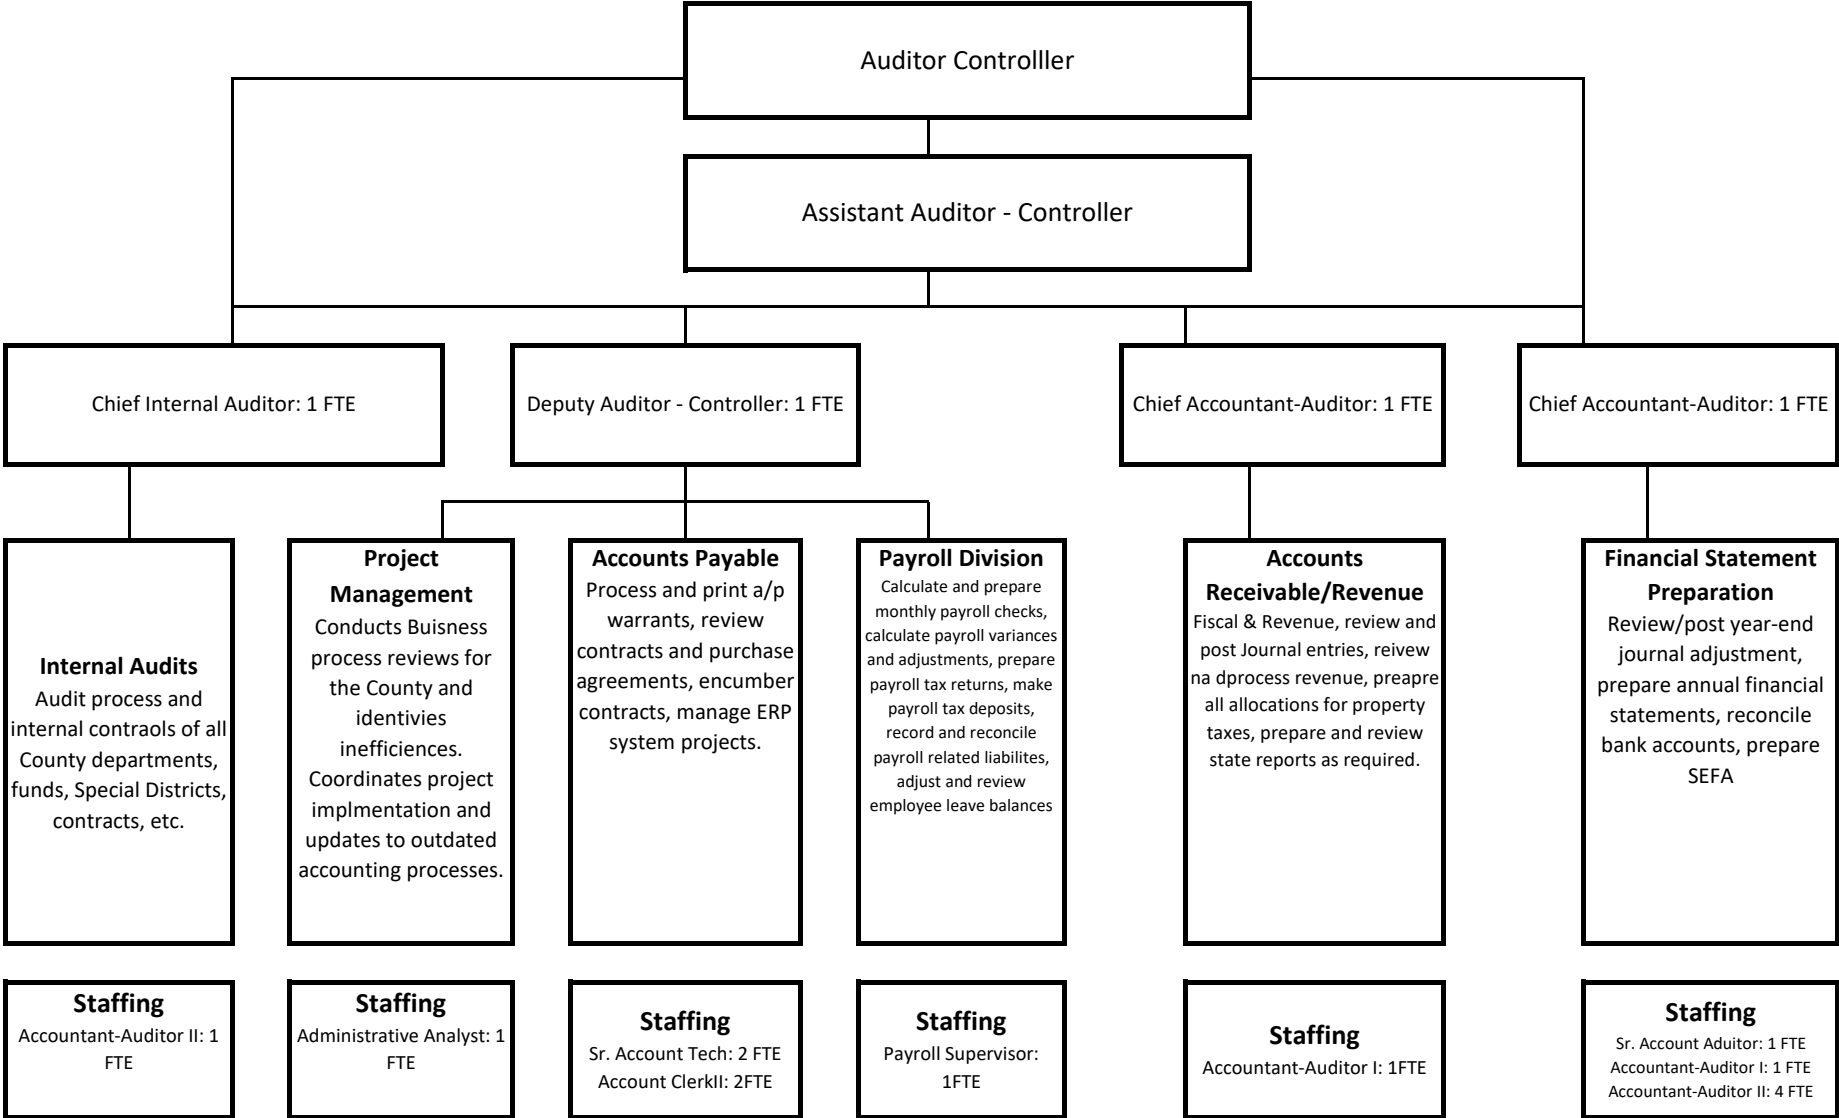 Auditor Controlller
Assistant Auditor - Controller
Chief Internal Auditor: 1 FTE
Deputy Auditor - Controller: 1 FTE
Chief Accountant-Auditor: 1 FTE
Chief Accountant-Auditor: 1 FTE
Internal Audits
Audit process and
internal contraols of all
County departments,
funds, Special Districts,
contracts, etc.
Project
Management
Conducts Buisness
process reviews for
the County and
identivies
inefficiences.
Coordinates project
implmentation and
updates to outdated
accounting processes.
Accounts Payable
Process and print a/p
warrants, review
contracts and purchase
agreements, encumber
contracts, manage ERP
system projects.
Payroll Division
Calculate and prepare
monthly payroll checks,
calculate payroll variances
and adjustments, prepare
payroll tax returns, make
payroll tax deposits,
record and reconcile
payroll related liabilites,
adjust and review
employee leave balances
Accounts
Receivable/Revenue
Fiscal & Revenue, review and
post Journal entries, reivew
na dprocess revenue, preapre
all allocations for property
taxes, prepare and review
state reports as required.
Financial Statement
Preparation
Review/post year-end
journal adjustment,
prepare annual financial
statements, reconcile
bank accounts, prepare
SEFA
Staffing
Accountant-Auditor II: 1
FTE
Staffing
Administrative Analyst: 1
FTE
Staffing
Sr. Account Tech: 2 FTE
Account ClerkII: 2FTE
Staffing
Payroll Supervisor:
1FTE
Staffing
Accountant-Auditor I: 1FTE
Staffing
Sr. Account Aduitor: 1 FTE
Accountant-Auditor I: 1 FTE
Accountant-Auditor II: 4 FTE